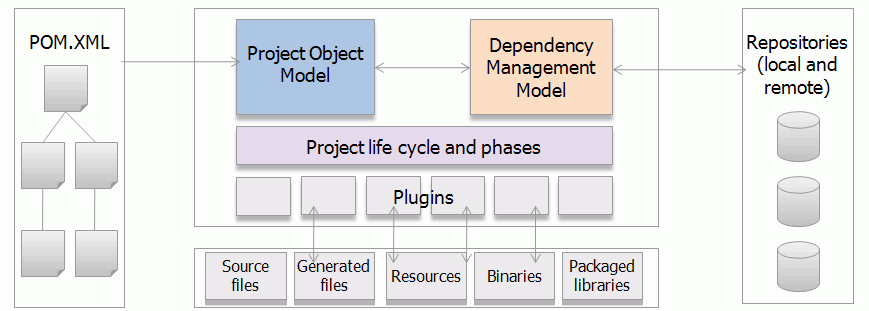 POM.XML
Project Object
Model
Dependency
Management
Model
Repositories
(local and
remote)
Project life cycle and phases
Plugins
Source
files
Generated
files
Resources
Binaries
Packaged
libraries